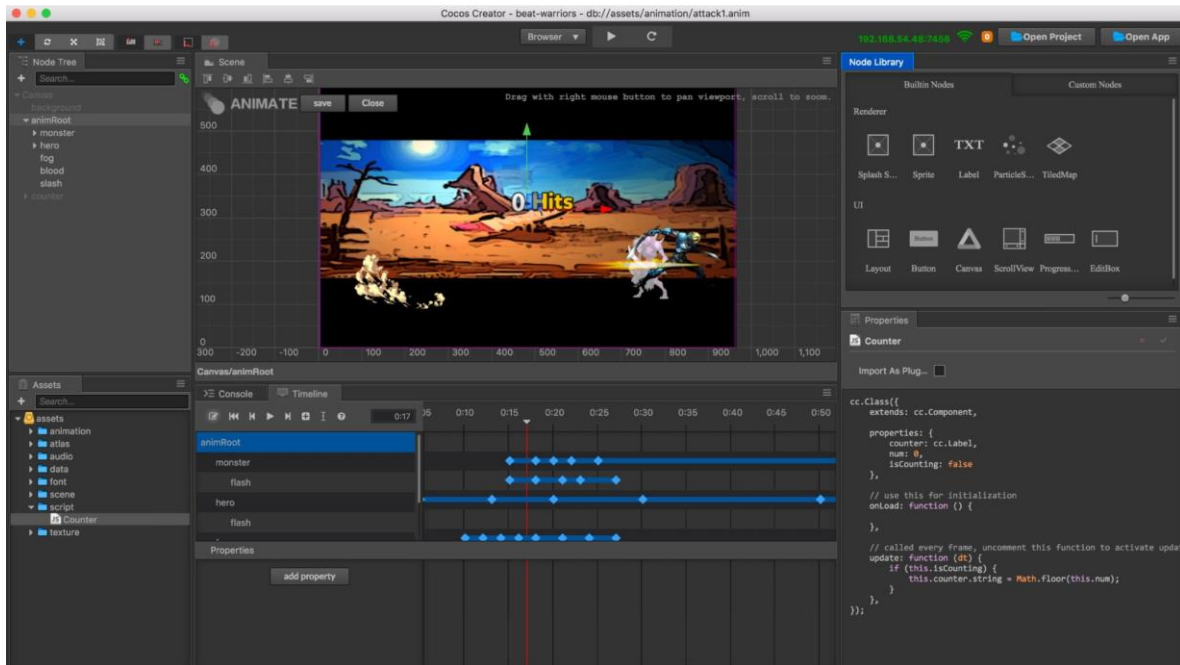 Cocos Creator - beat-warriors - db://assets/animation/attack1.anim
Browser
192.168.54.48:7456
0
Open Project
Open App
Node Tree
Search...
Canvas
background
animRoot
monster
hero
fog
blood
slash
counter
Scene
ANIMATE
save
Close
Drag with right mouse button to pan viewport, scroll to zoom.
500
400
300
200
100
0
300 -200 -100 0 100 200 300 400 500 600 700 800 900 1,000 1,100
0 Hits
Canvas/animRoot
Node Library
Builtin Nodes
Custom Nodes
Renderer
TXT
Splash S... Sprite Label ParticleS... TiledMap
UI
Button
Layout Button Canvas ScrollView Progress... EditBox
Assets
Search...
assets
animation
atlas
audio
data
font
scene
script
JS Counter
texture
Console
Timeline
0:17
05 0:10 0:15 0:20 0:25 0:30 0:35 0:40 0:45 0:50
animRoot
monster
flash
hero
flash
Properties
add property
Properties
JS Counter
Import As Plug...
cc.Class({
extends: cc.Component,
properties: {
counter: cc.Label,
num: 0,
isCounting: false
},
// use this for initialization
onLoad: function () {
},
// called every frame, uncomment this function to activate updat
update: function (dt) {
if (this.isCounting) {
this.counter.string = Math.floor(this.num);
}
},
});